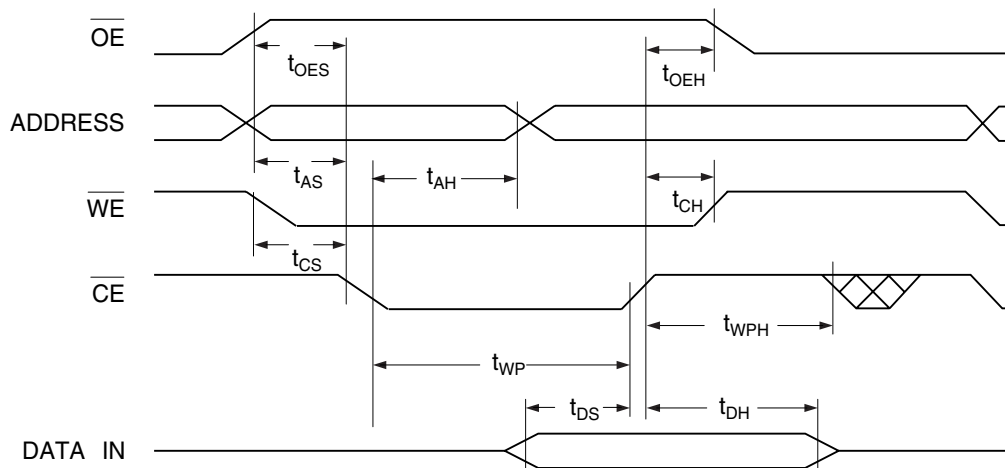 OE
tOES
tOEH
ADDRESS
tAS
tAH
WE
tCH
tCS
CE
tWPH
tWP
tDS
tDH
DATA IN